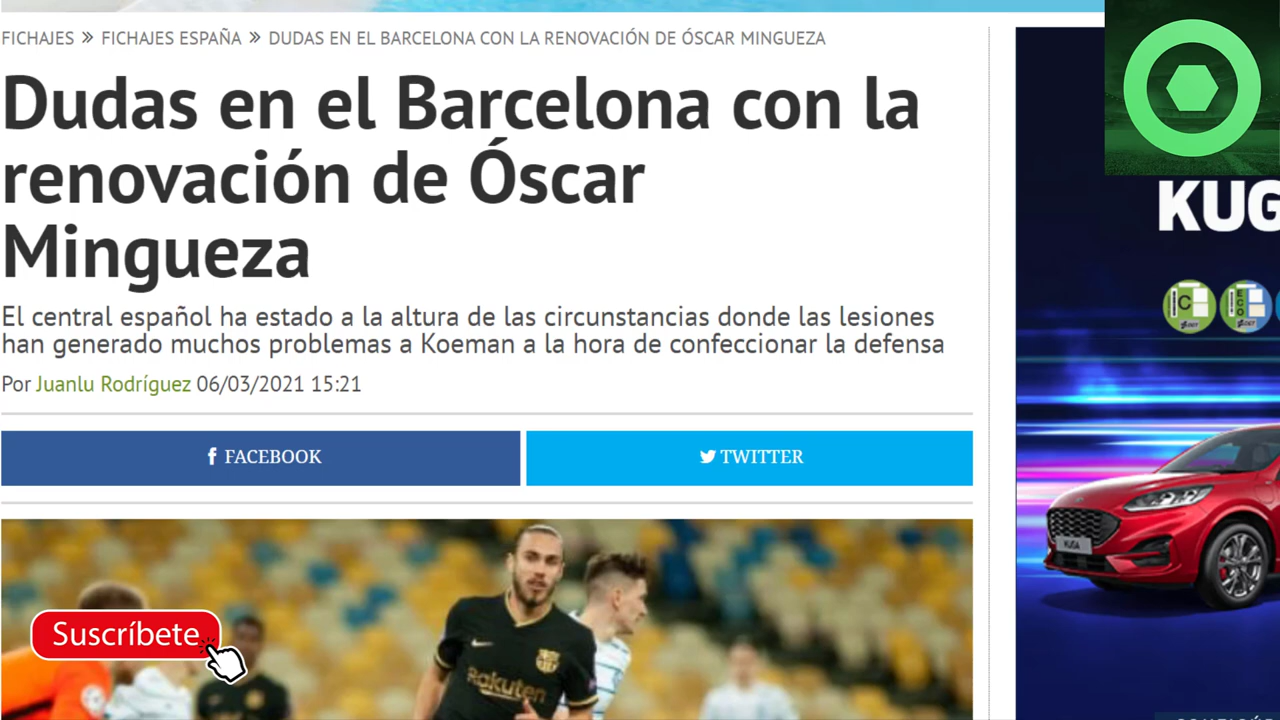 FICHAJES » FICHAJES ESPAÑA » DUDAS EN EL BARCELONA CON LA RENOVACIÓN DE ÓSCAR MINGUEZA
Dudas en el Barcelona con la
renovación de Óscar
Mingueza
El central español ha estado a la altura de las circunstancias donde las lesiones
han generado muchos problemas a Koeman a la hora de confeccionar la defensa
Por Juanlu Rodríguez 06/03/2021 15:21
f FACEBOOK
TWITTER
KUG
C
ECO
KUGA
Suscríbete
Rakuten